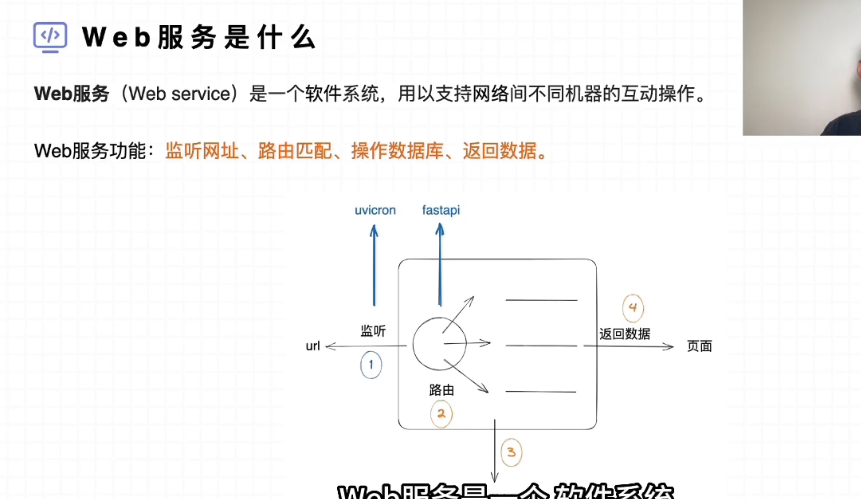 </> Web服务是什么
Web服务（Web service）是一个软件系统，用以支持网络间不同机器的互动操作。
Web服务功能：监听网址、路由匹配、操作数据库、返回数据。
uvicron fastapi
4
监听 返回数据
url 页面
1
路由
2
3
Web服务是一个 软件系统